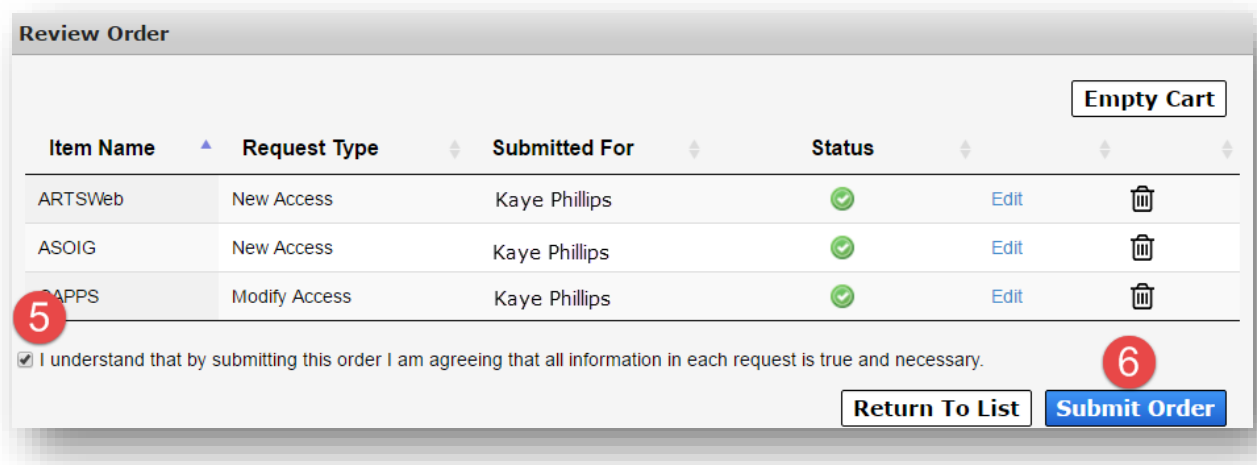 Review Order
Empty Cart
Item Name Request Type Submitted For Status
ARTSWeb New Access Kaye Phillips Edit
ASOIG New Access Kaye Phillips Edit
Modify Access Kaye Phillips Edit
5
I understand that by submitting this order I am agreeing that all information in each request is true and necessary.
6
Return To List Submit Order